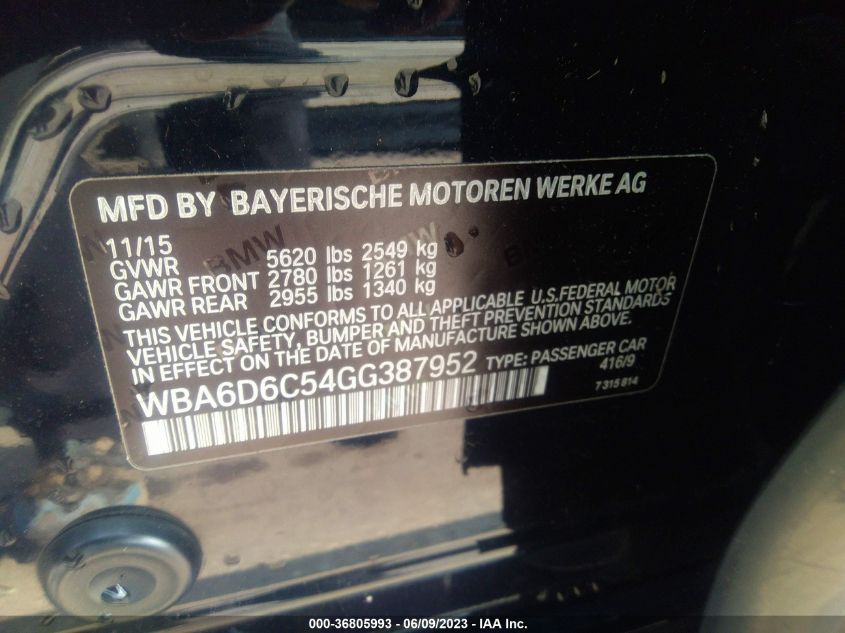 MFD BY BAYERISCHE MOTOREN WERKE AG
11/15
GVWR 5620 lbs 2549 kg
GAWR FRONT 2780 lbs 1261 kg
GAWR REAR 2955 lbs 1340 kg
THIS VEHICLE CONFORMS TO ALL APPLICABLE U.S.FEDERAL MOTOR
VEHICLE SAFETY, BUMPER AND THEFT PREVENTION STANDARDS
IN EFFECT ON THE DATE OF MANUFACTURE SHOWN ABOVE.
WBA6D6C54GG387952 TYPE: PASSENGER CAR
416/9
7 315 814
BMW
BMW
BMW
000-36805993 - 06/09/2023 - IAA Inc.